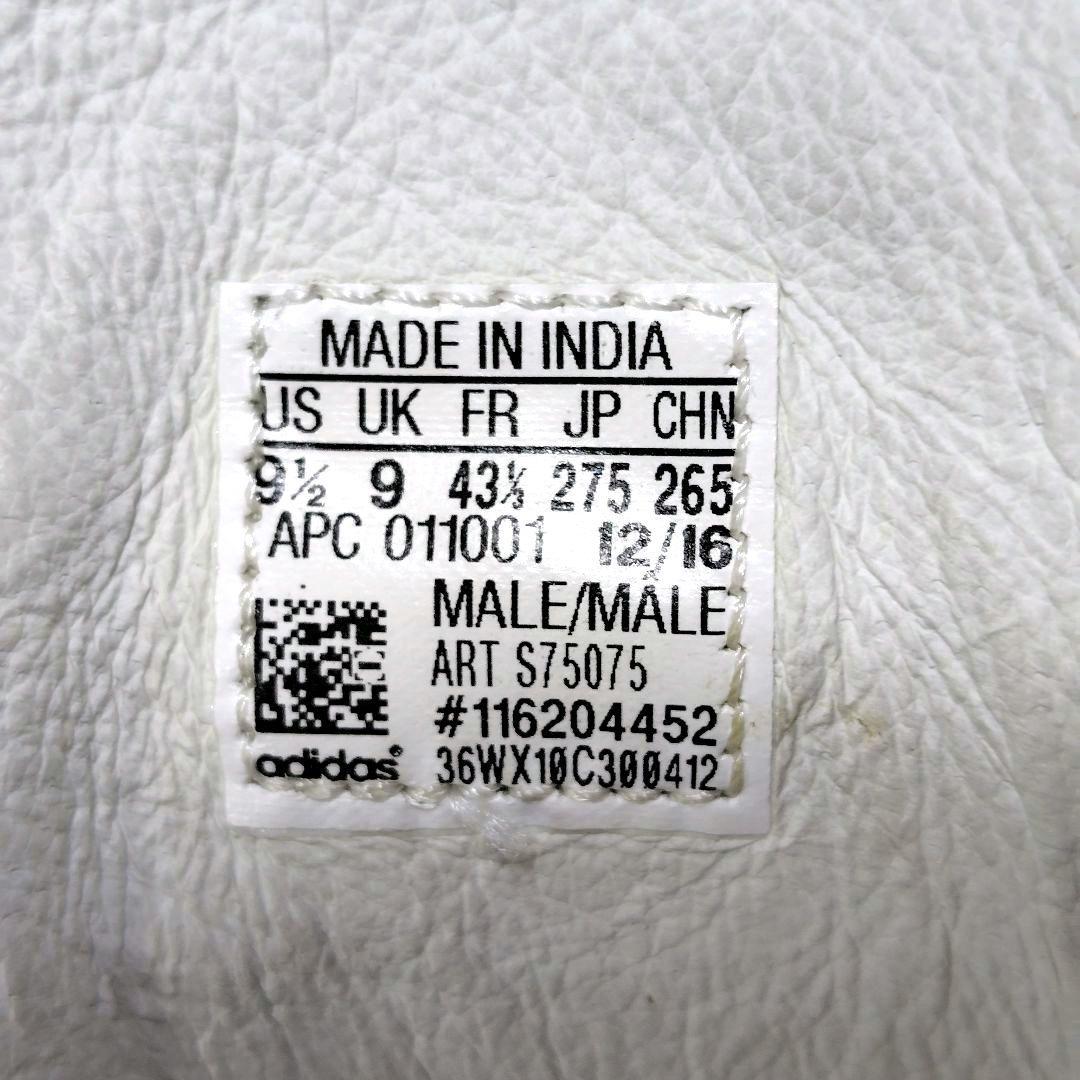 MADE IN INDIA
US UK FR JP CHN
9½ 9 43⅓ 275 265
APC 011001 12/16
MALE/MÂLE
ART S75075
#116204452
adidas® 36WX10C300412